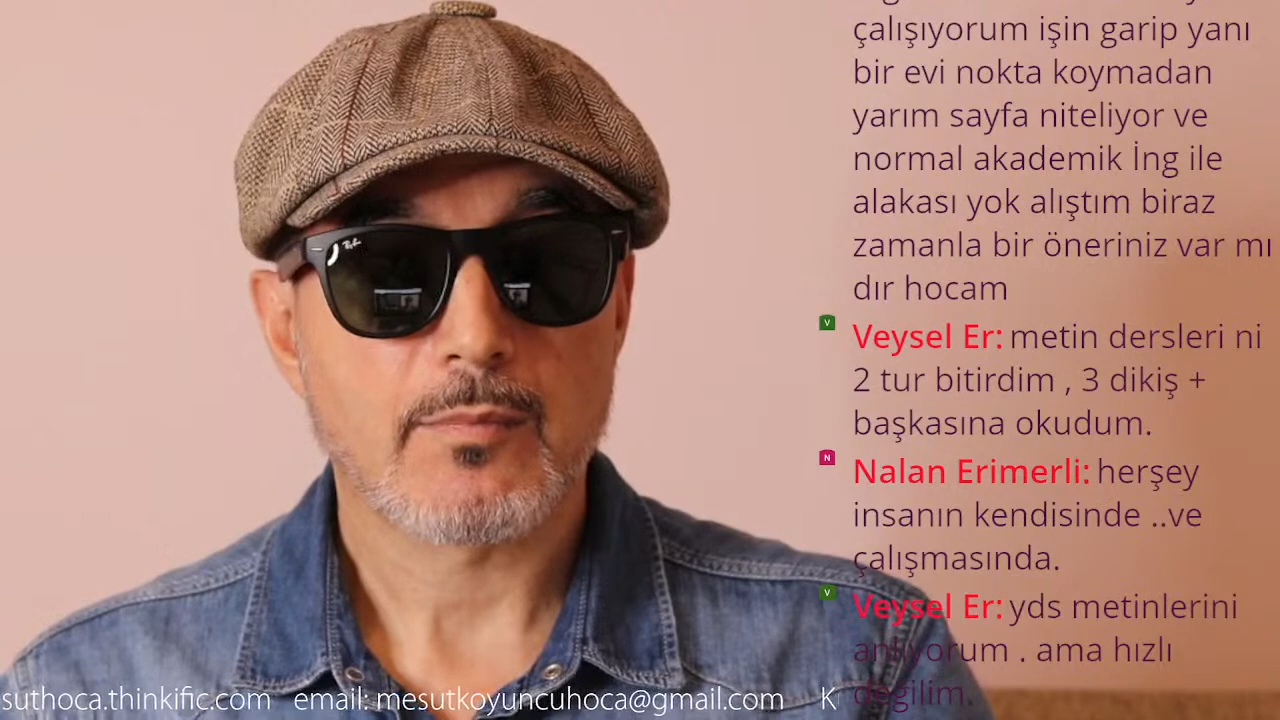 çalışıyorum işin garip yanı
bir evi nokta koymadan
yarım sayfa niteliyor ve
normal akademik İng ile
alakası yok alıştım biraz
zamanla bir öneriniz var mı
dır hocam
V
Veysel Er: metin dersleri ni
2 tur bitirdim , 3 dikiş +
başkasına okudum.
N
Nalan Erimerli: herşey
insanın kendisinde ..ve
çalışmasında.
V
Veysel Er: yds metinlerini
anlıyorum . ama hızlı
değilim.
suthoca.thinkific.com email: mesutkoyuncuhoca@gmail.com K
Ray-Ban